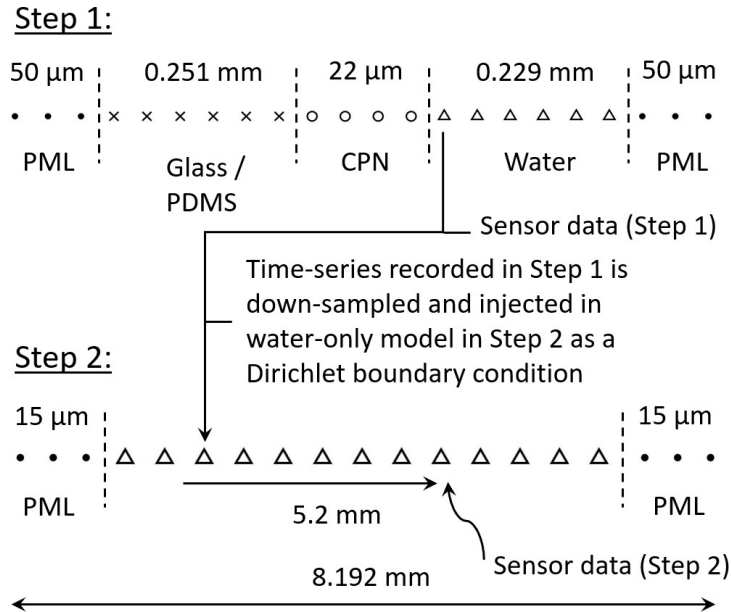 Step 1:
50 μm 0.251 mm 22 μm 0.229 mm 50 μm
PML Glass / PDMS CPN Water PML
Sensor data (Step 1)
Time-series recorded in Step 1 is
down-sampled and injected in
water-only model in Step 2 as a
Dirichlet boundary condition
Step 2:
15 μm 15 μm
PML PML
5.2 mm
Sensor data (Step 2)
8.192 mm